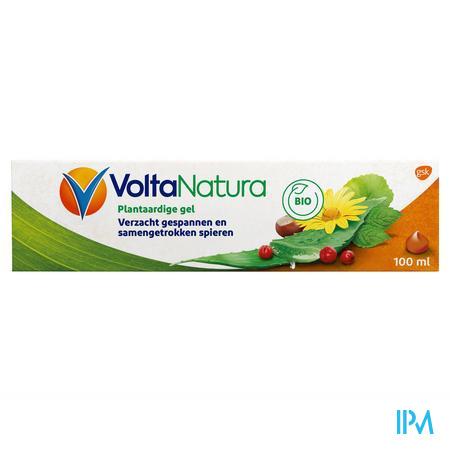 VoltaNatura
Plantaardige gel
Verzacht gespannen en
samengetrokken spieren
BIO
gsk
100 ml
IPM